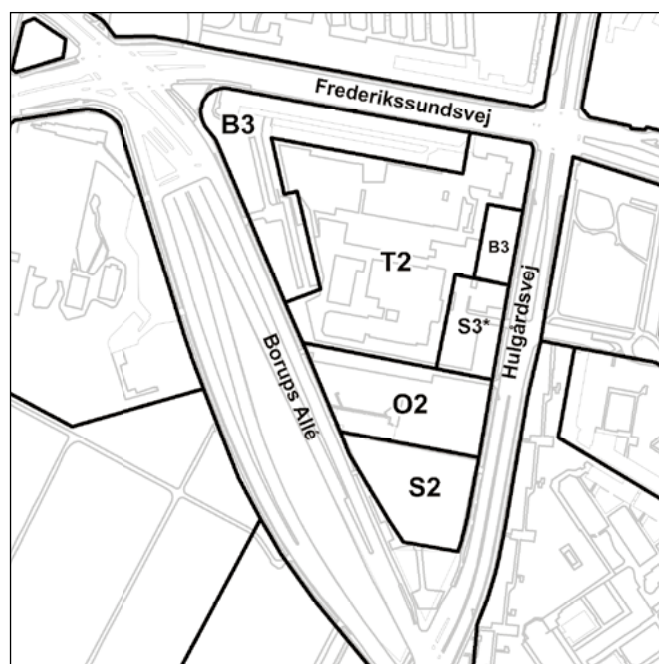 Frederikssundsvej
B3
T2
B3
S3*
Hulgårdsvej
Borups Allé
O2
S2